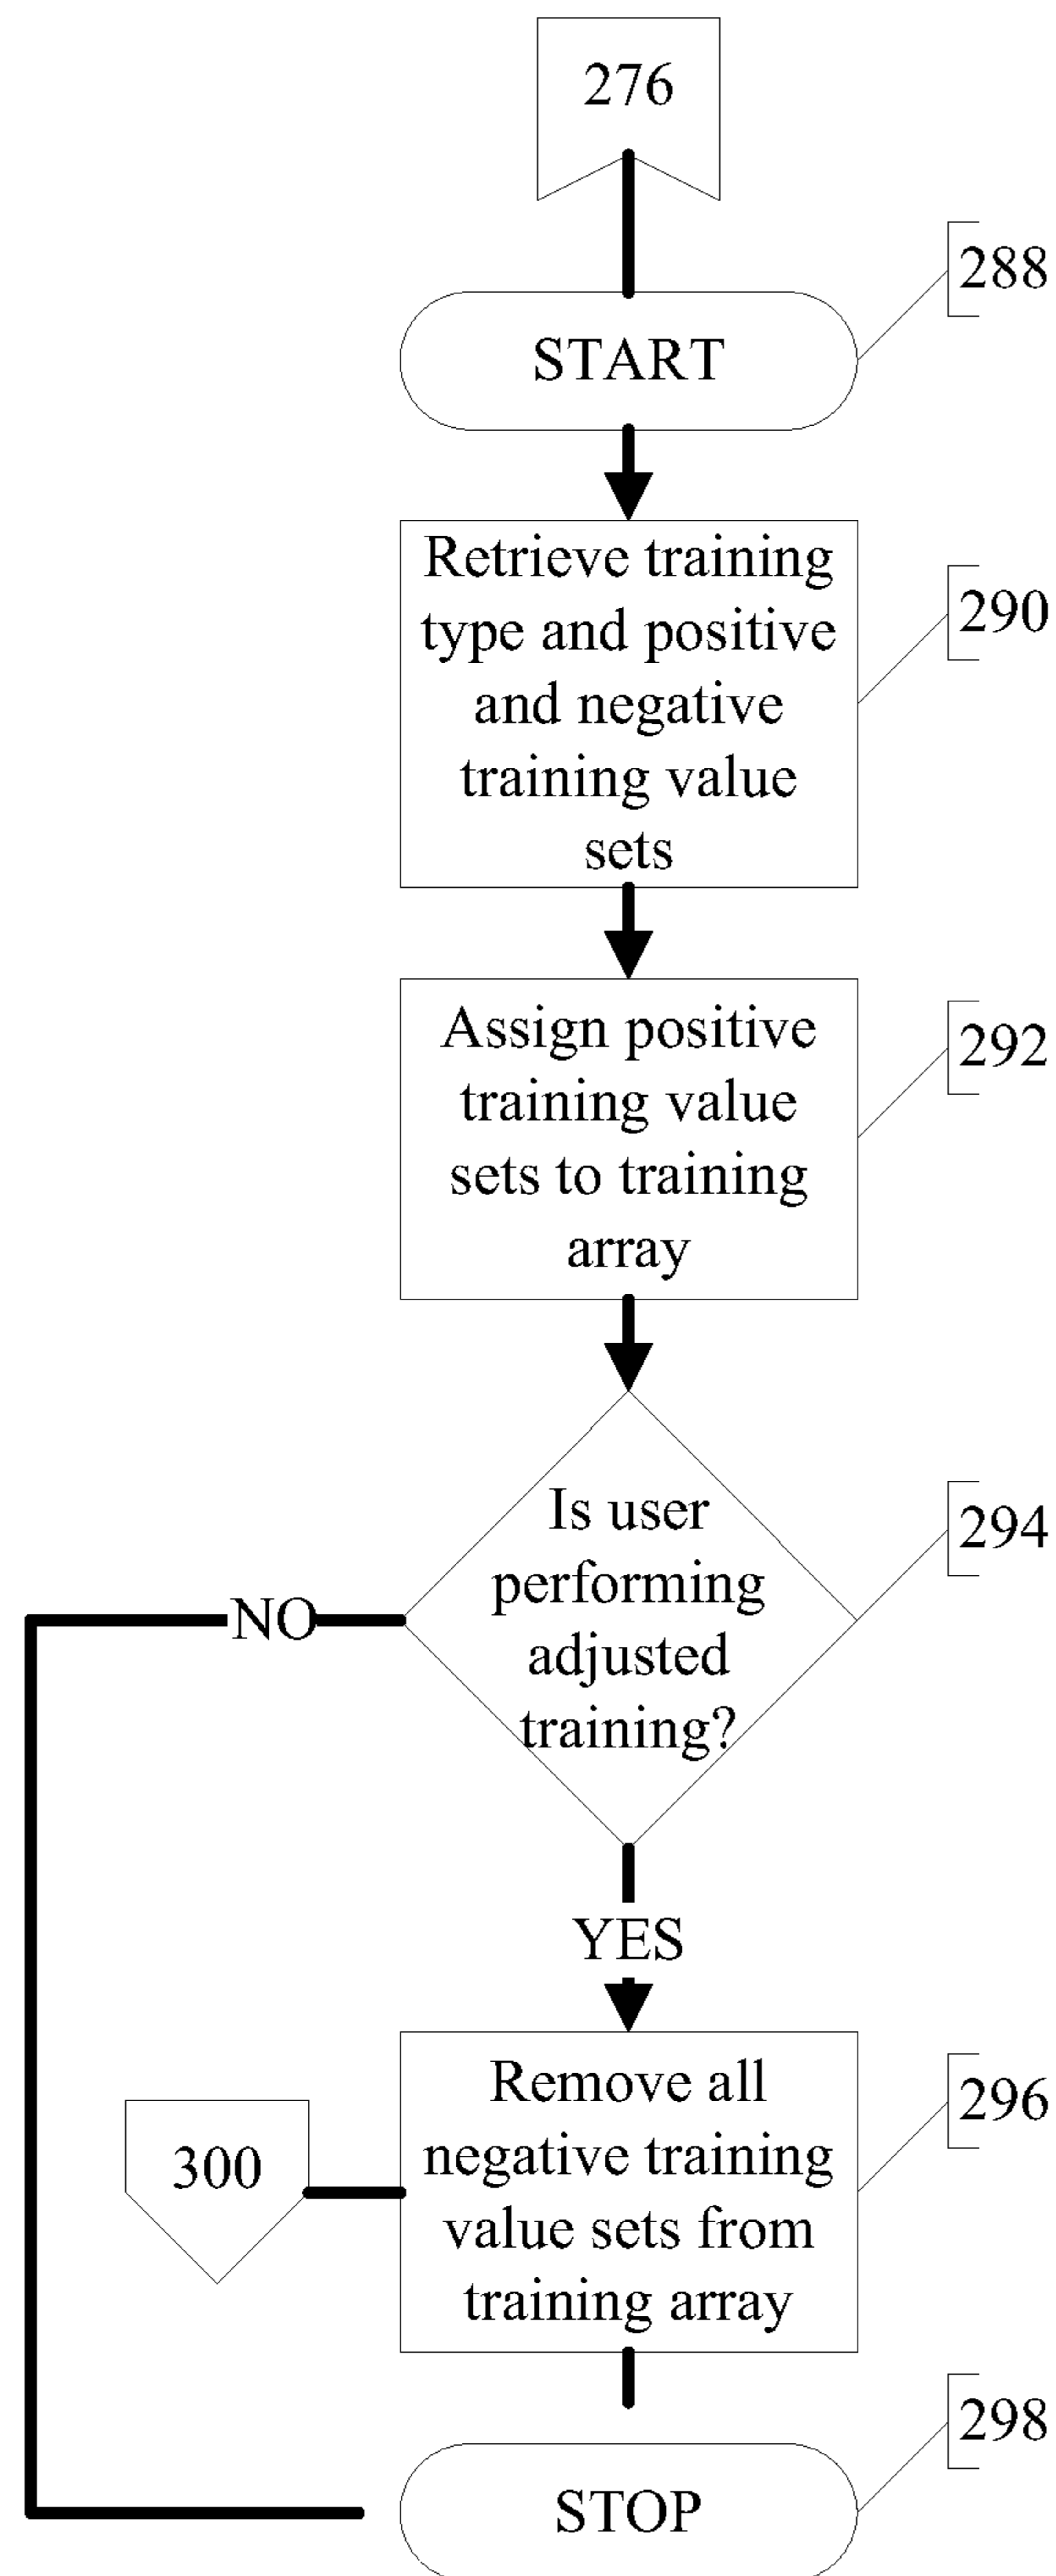 276
288
START
Retrieve training
type and positive
and negative
training value
sets
290
Assign positive
training value
sets to training
array
292
Is user
performing
adjusted
training?
294
NO
YES
Remove all
negative training
value sets from
training array
296
300
298
STOP